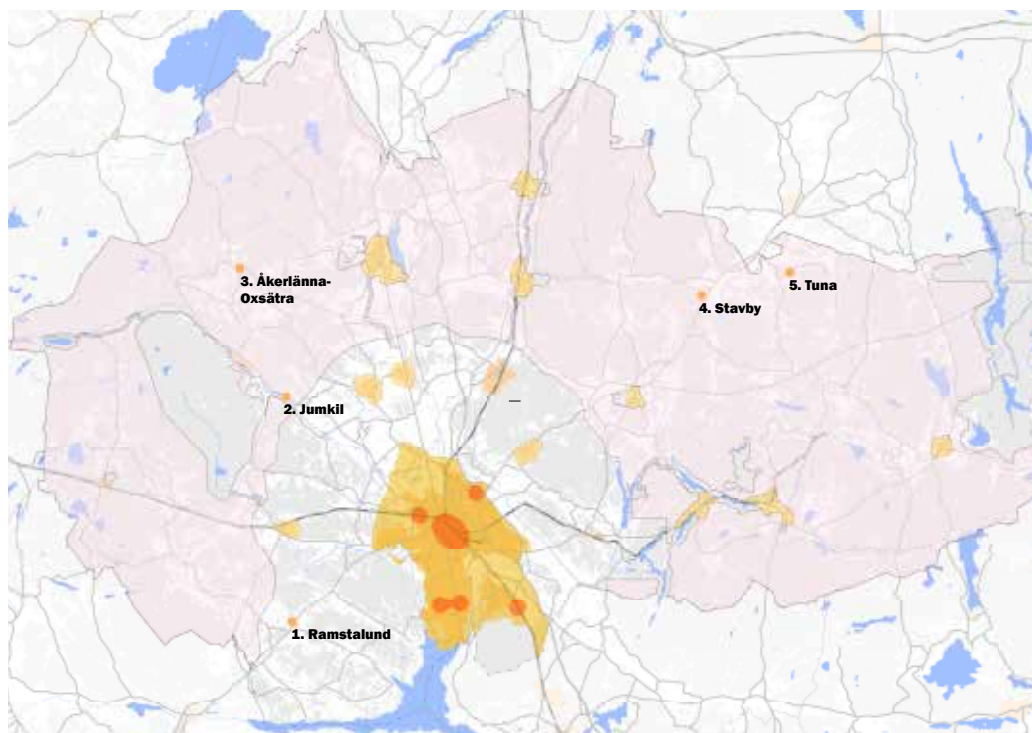 3. Åkerlänna-
Oxsätra
5. Tuna
4. Stavby
2. Jumkil
1. Ramstalund